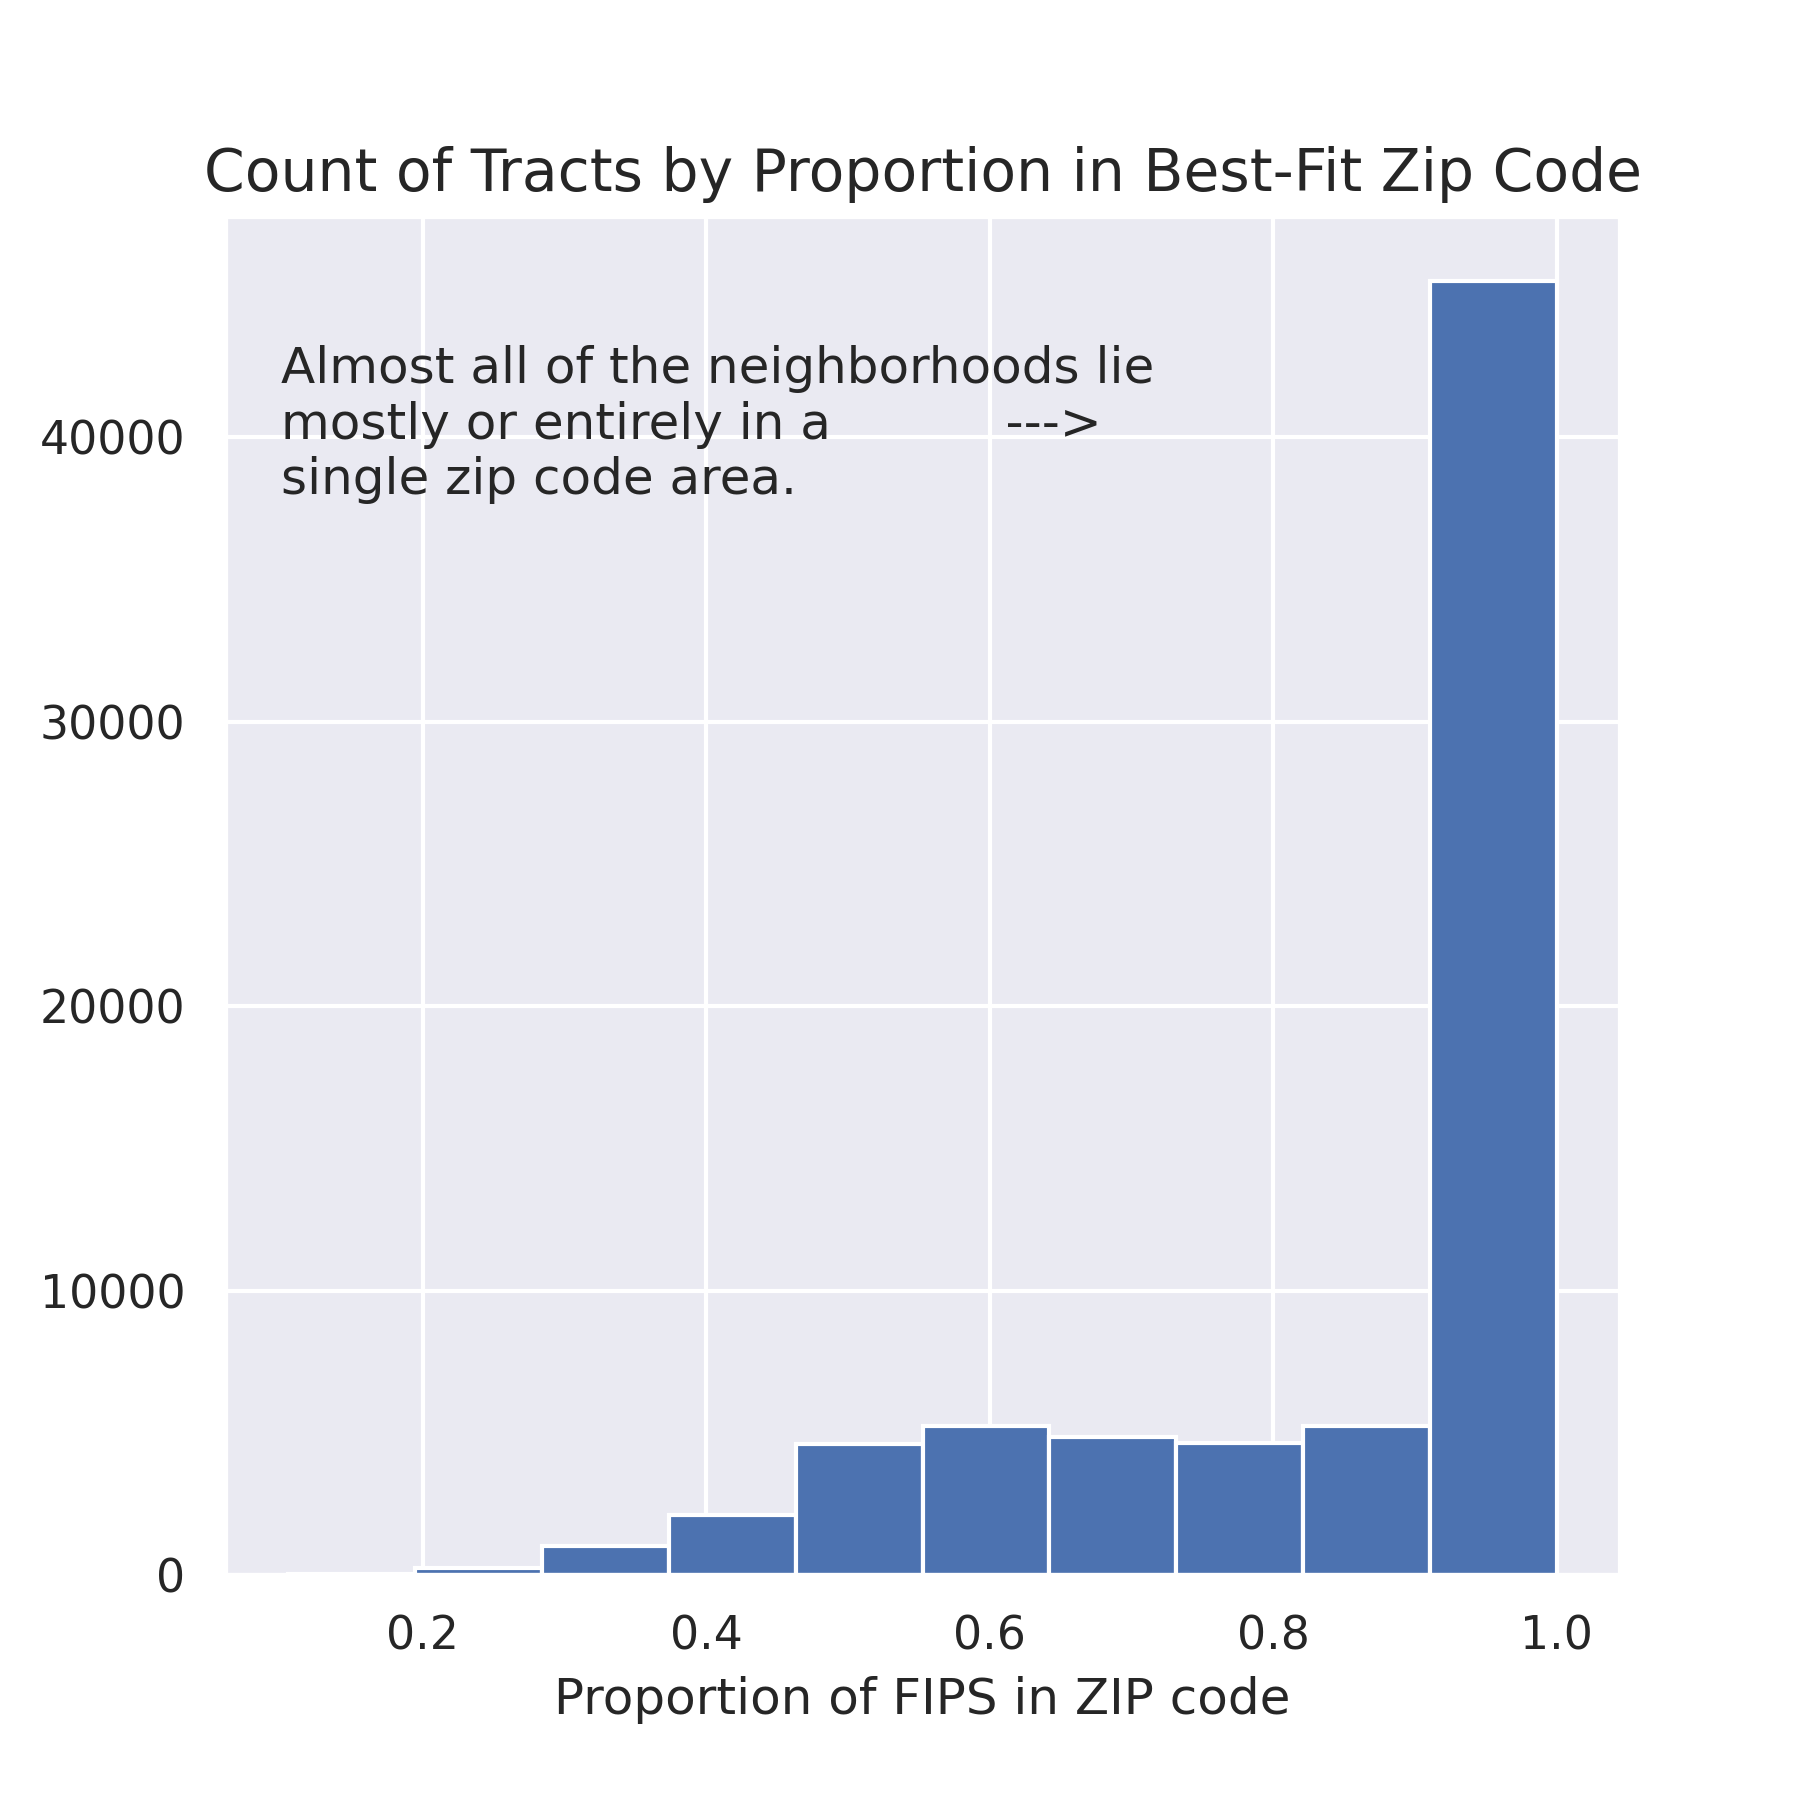 Count of Tracts by Proportion in Best-Fit Zip Code
Almost all of the neighborhoods lie
mostly or entirely in a --->
single zip code area.
40000
30000
20000
10000
0
0.2 0.4 0.6 0.8 1.0
Proportion of FIPS in ZIP code